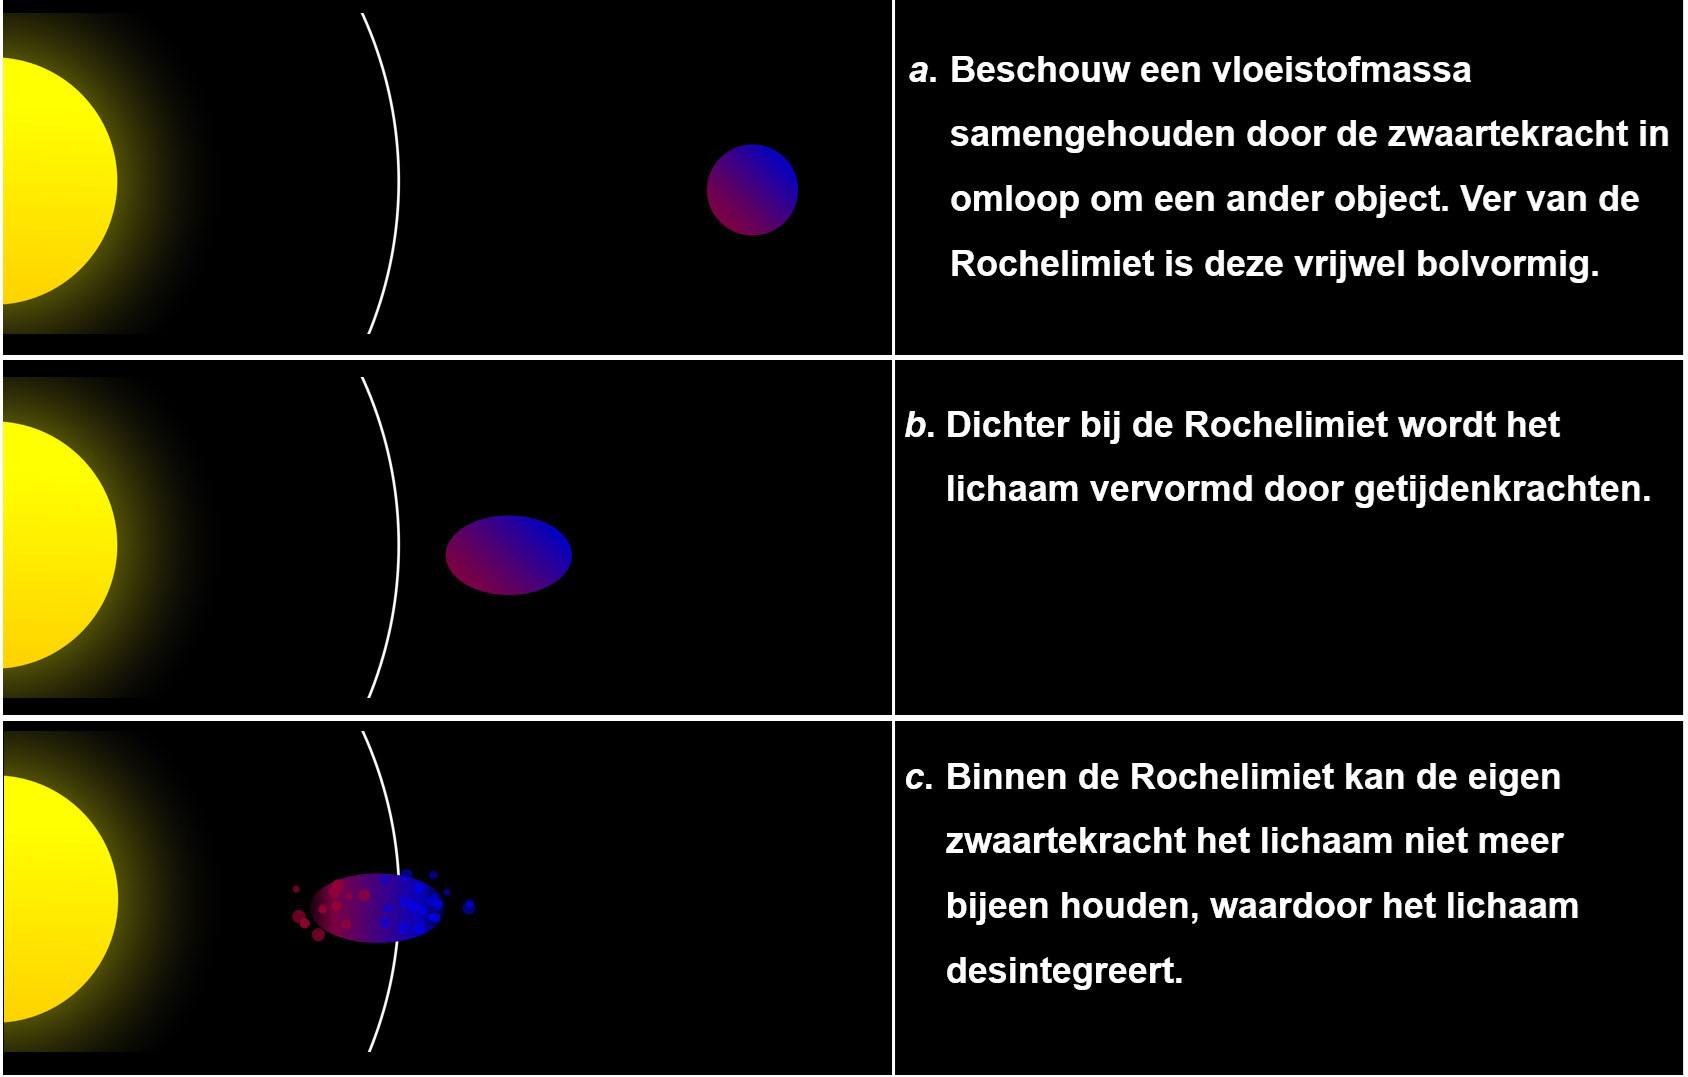 a. Beschouw een vloeistofmassa
samengehouden door de zwaartekracht in
omloop om een ander object. Ver van de
Rochelimiet is deze vrijwel bolvormig.
b. Dichter bij de Rochelimiet wordt het
lichaam vervormd door getijdenkrachten.
c. Binnen de Rochelimiet kan de eigen
zwaartekracht het lichaam niet meer
bijeen houden, waardoor het lichaam
desintegreert.